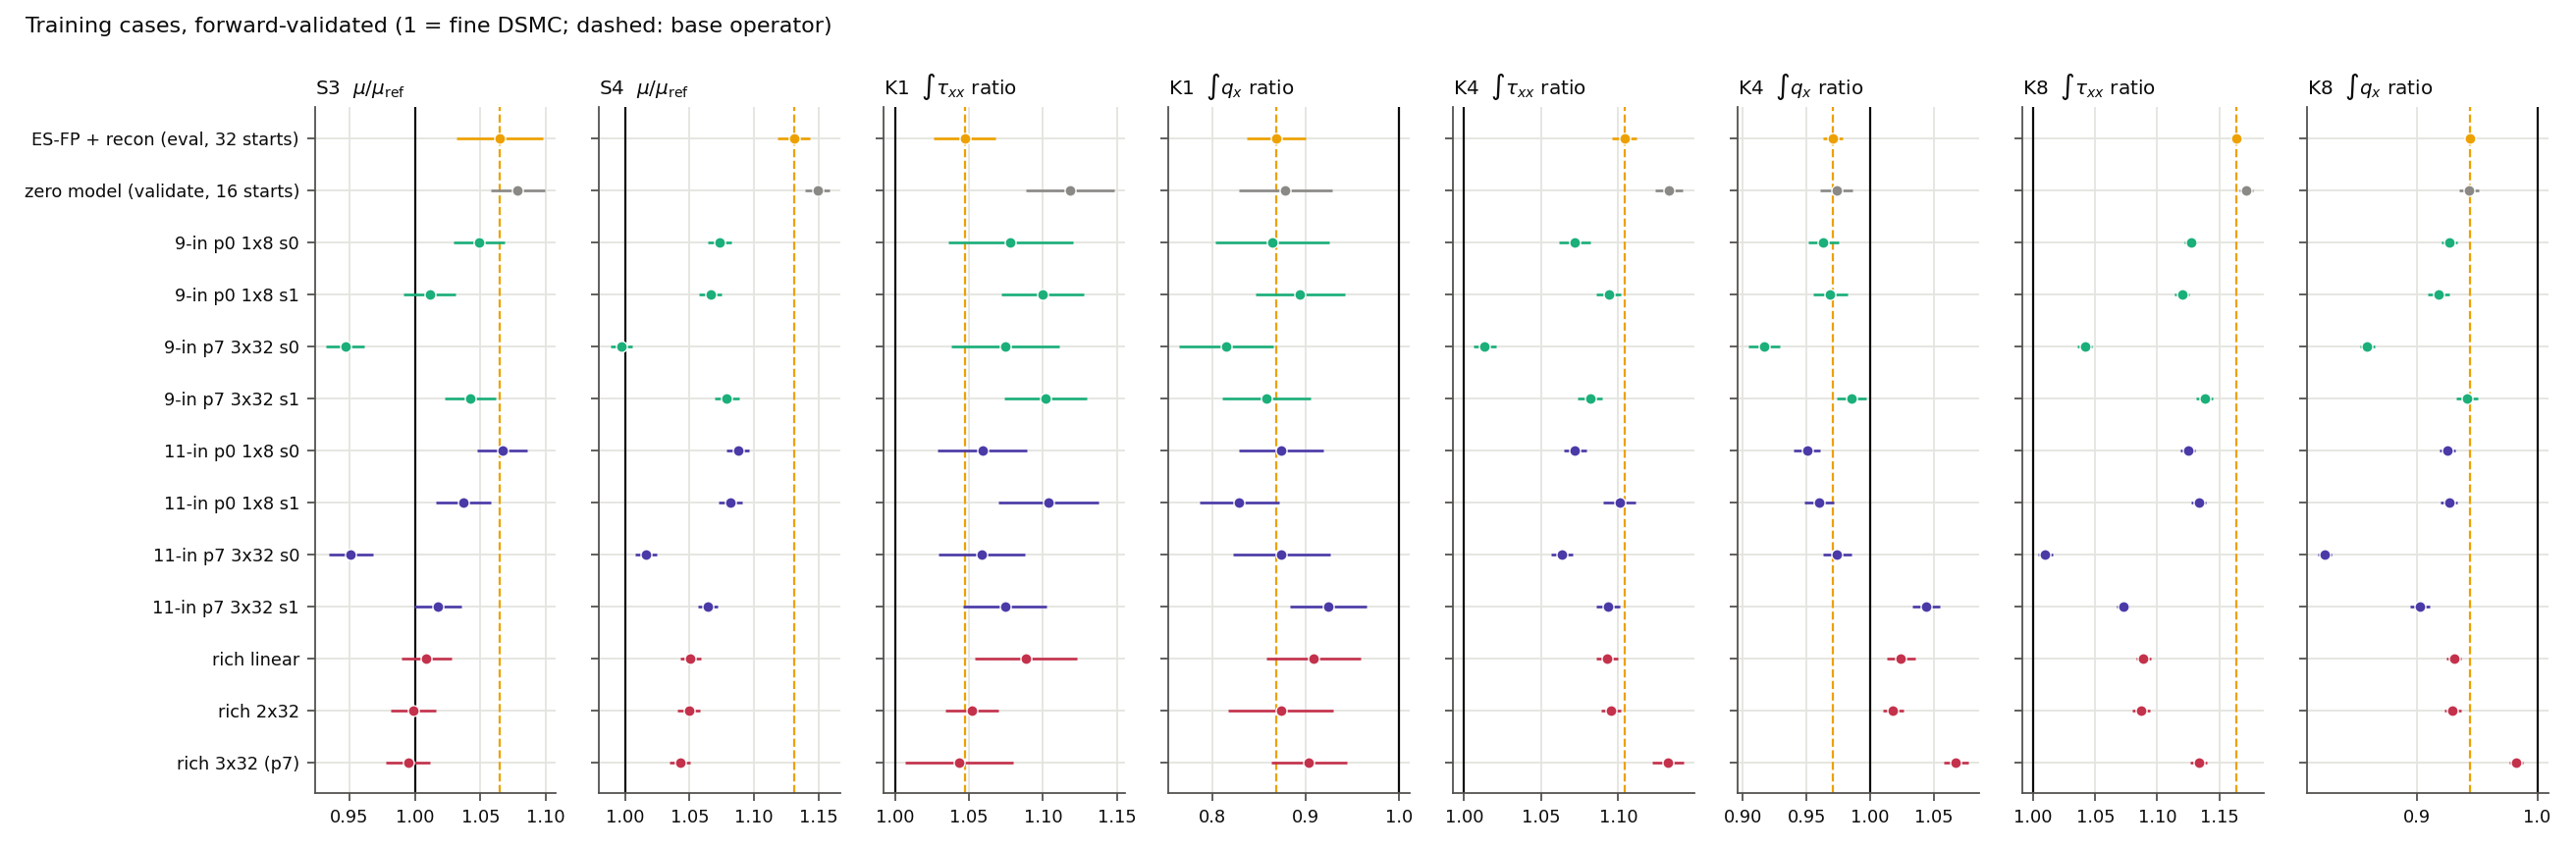 Training cases, forward-validated (1 = fine DSMC; dashed: base operator)
S3 μ/μref
S4 μ/μref
K1 ∫τxx ratio
K1 ∫qx ratio
K4 ∫τxx ratio
K4 ∫qx ratio
K8 ∫τxx ratio
K8 ∫qx ratio
ES-FP + recon (eval, 32 starts)
zero model (validate, 16 starts)
9-in p0 1x8 s0
9-in p0 1x8 s1
9-in p7 3x32 s0
9-in p7 3x32 s1
11-in p0 1x8 s0
11-in p0 1x8 s1
11-in p7 3x32 s0
11-in p7 3x32 s1
rich linear
rich 2x32
rich 3x32 (p7)
0.95 1.00 1.05 1.10
1.00 1.05 1.10 1.15
1.00 1.05 1.10 1.15
0.8 0.9 1.0
1.00 1.05 1.10
0.90 0.95 1.00 1.05
1.00 1.05 1.10 1.15
0.9 1.0